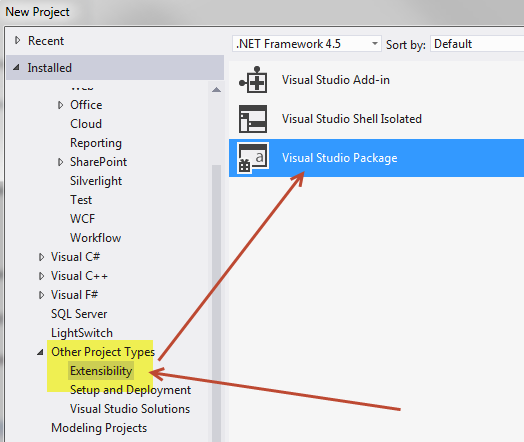 New Project
Recent
.NET Framework 4.5
Sort by:
Default
Installed
Web
Office
Cloud
Reporting
SharePoint
Silverlight
Test
WCF
Workflow
Visual C#
Visual C++
Visual F#
SQL Server
LightSwitch
Other Project Types
Extensibility
Setup and Deployment
Visual Studio Solutions
Modeling Projects
Visual Studio Add-in
Visual Studio Shell Isolated
a
Visual Studio Package